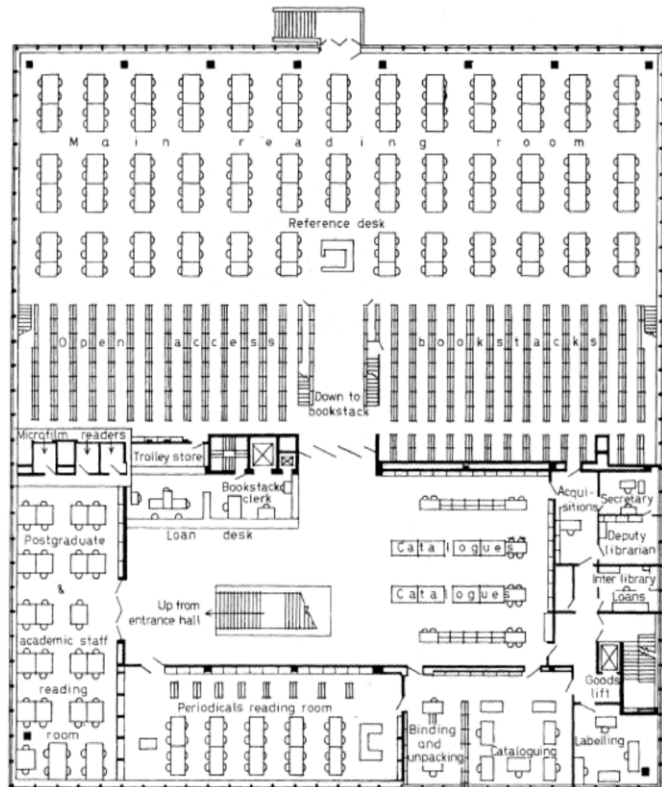 Main reading room
Reference desk
Open access
bookstacks
Down to
bookstack
Microfilm readers
Trolley store
Bookstack
clerk
Loan desk
Acqui-
sitions
Secretary
Deputy
librarian
Inter library
Loans
Catalogues
Catalogues
Postgraduate
&
academic staff
reading
room
Up from
entrance hall
Goods
lift
Periodicals reading room
Binding
and
unpacking
Cataloguing
Labelling